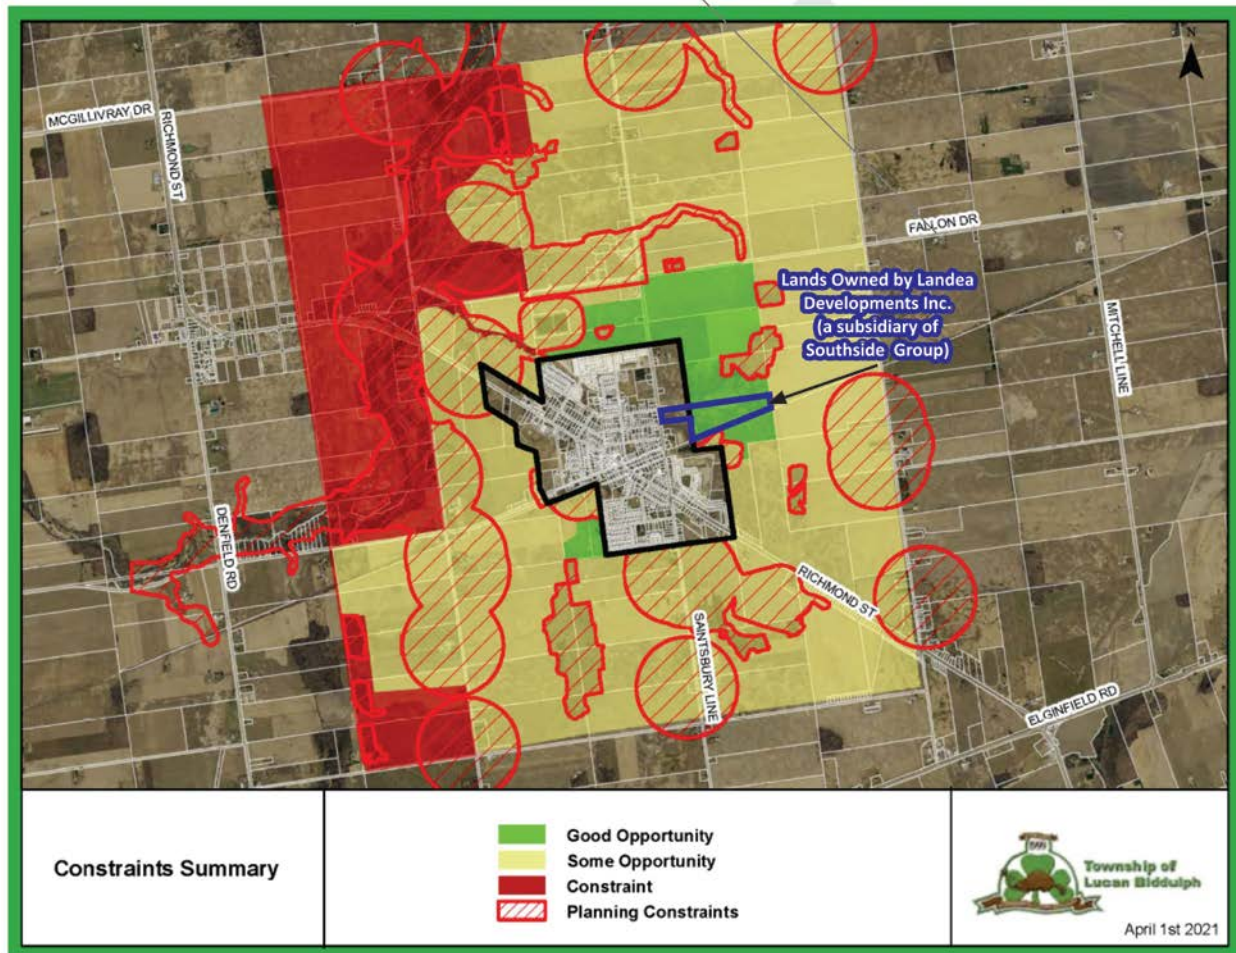 N
MCGILLIVRAY DR
RICHMOND ST
FALLON DR
Lands Owned by Landea
Developments Inc.
(a subsidiary of
Southside Group)
MITCHELL LINE
DENFIELD RD
RICHMOND ST
SAINTSBURY LINE
ELGINFIELD RD
Constraints Summary
Good Opportunity
Some Opportunity
Constraint
Planning Constraints
Township of
Lucan Biddulph
April 1st 2021